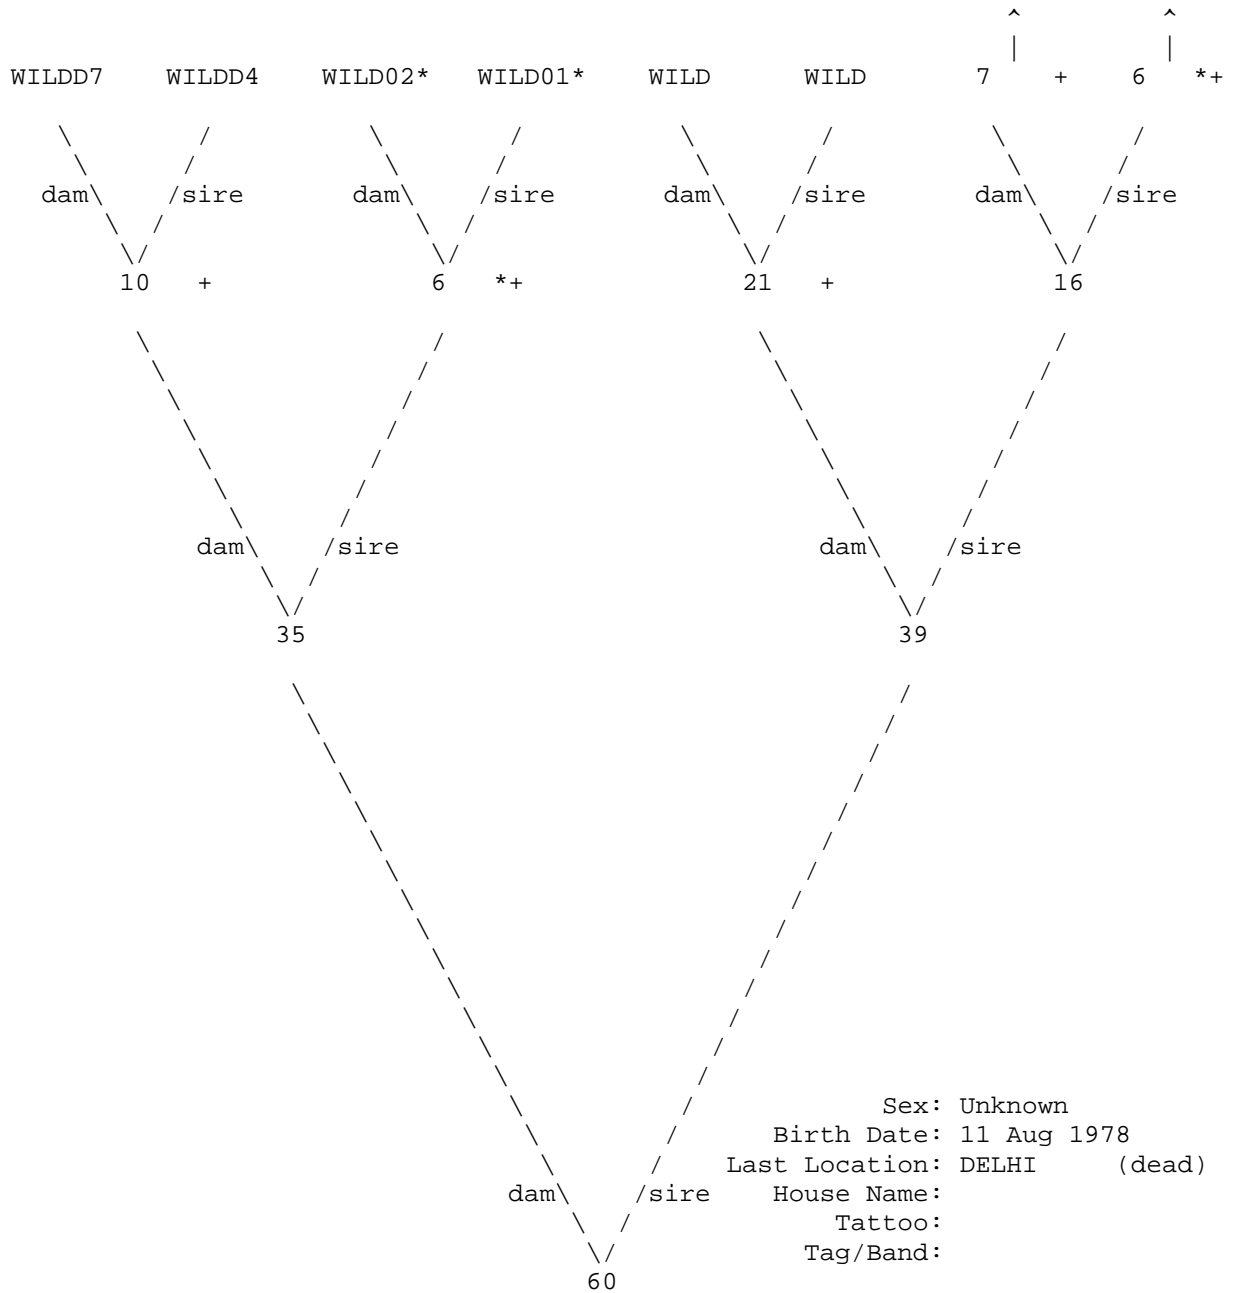 ^ ^
| |
WILDD7 WILDD4 WILD02* WILD01* WILD WILD 7 + 6 *+
dam sire dam sire dam sire dam sire
10 + 6 *+ 21 + 16
dam sire dam sire
35 39
Sex: Unknown
Birth Date: 11 Aug 1978
Last Location: DELHI (dead)
dam sire House Name:
Tattoo:
Tag/Band:
60